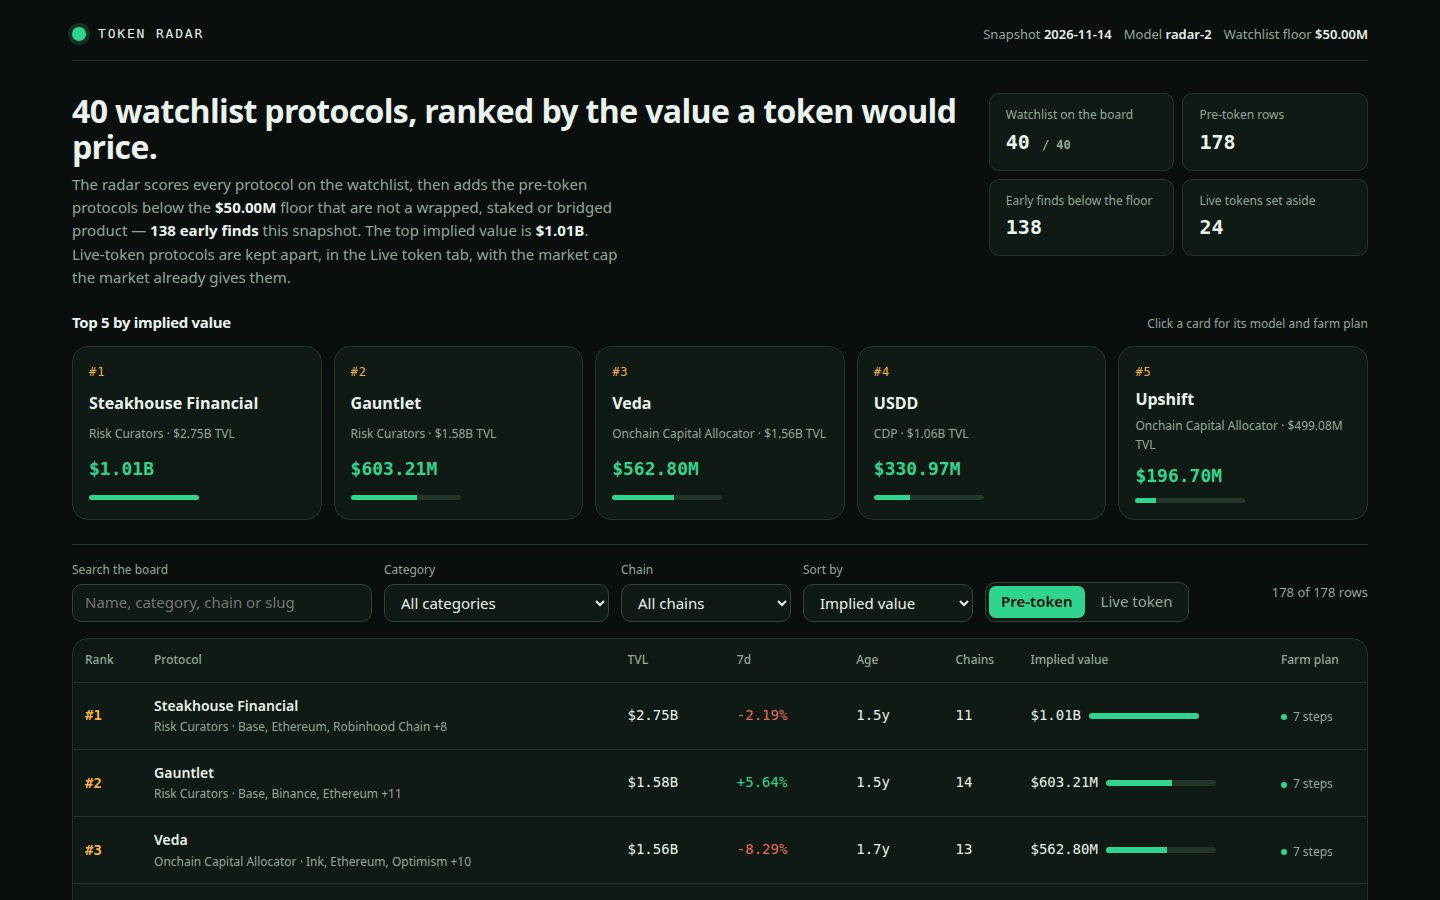 TOKEN RADAR
Snapshot 2026-11-14 Model radar-2 Watchlist floor $50.00M
40 watchlist protocols, ranked by the value a token would
price.
The radar scores every protocol on the watchlist, then adds the pre-token
protocols below the $50.00M floor that are not a wrapped, staked or bridged
product — 138 early finds this snapshot. The top implied value is $1.01B.
Live-token protocols are kept apart, in the Live token tab, with the market cap
the market already gives them.
Watchlist on the board
40 / 40
Pre-token rows
178
Early finds below the floor
138
Live tokens set aside
24
Top 5 by implied value
Click a card for its model and farm plan
#1
Steakhouse Financial
Risk Curators · $2.75B TVL
$1.01B
#2
Gauntlet
Risk Curators · $1.58B TVL
$603.21M
#3
Veda
Onchain Capital Allocator · $1.56B TVL
$562.80M
#4
USDD
CDP · $1.06B TVL
$330.97M
#5
Upshift
Onchain Capital Allocator · $499.08M
TVL
$196.70M
Search the board
Name, category, chain or slug
Category
All categories
Chain
All chains
Sort by
Implied value
Pre-token Live token
178 of 178 rows
Rank Protocol TVL 7d Age Chains Implied value Farm plan
#1 Steakhouse Financial $2.75B -2.19% 1.5y 11 $1.01B 7 steps
Risk Curators · Base, Ethereum, Robinhood Chain +8
#2 Gauntlet $1.58B +5.64% 1.5y 14 $603.21M 7 steps
Risk Curators · Base, Binance, Ethereum +11
#3 Veda $1.56B -8.29% 1.7y 13 $562.80M 7 steps
Onchain Capital Allocator · Ink, Ethereum, Optimism +10